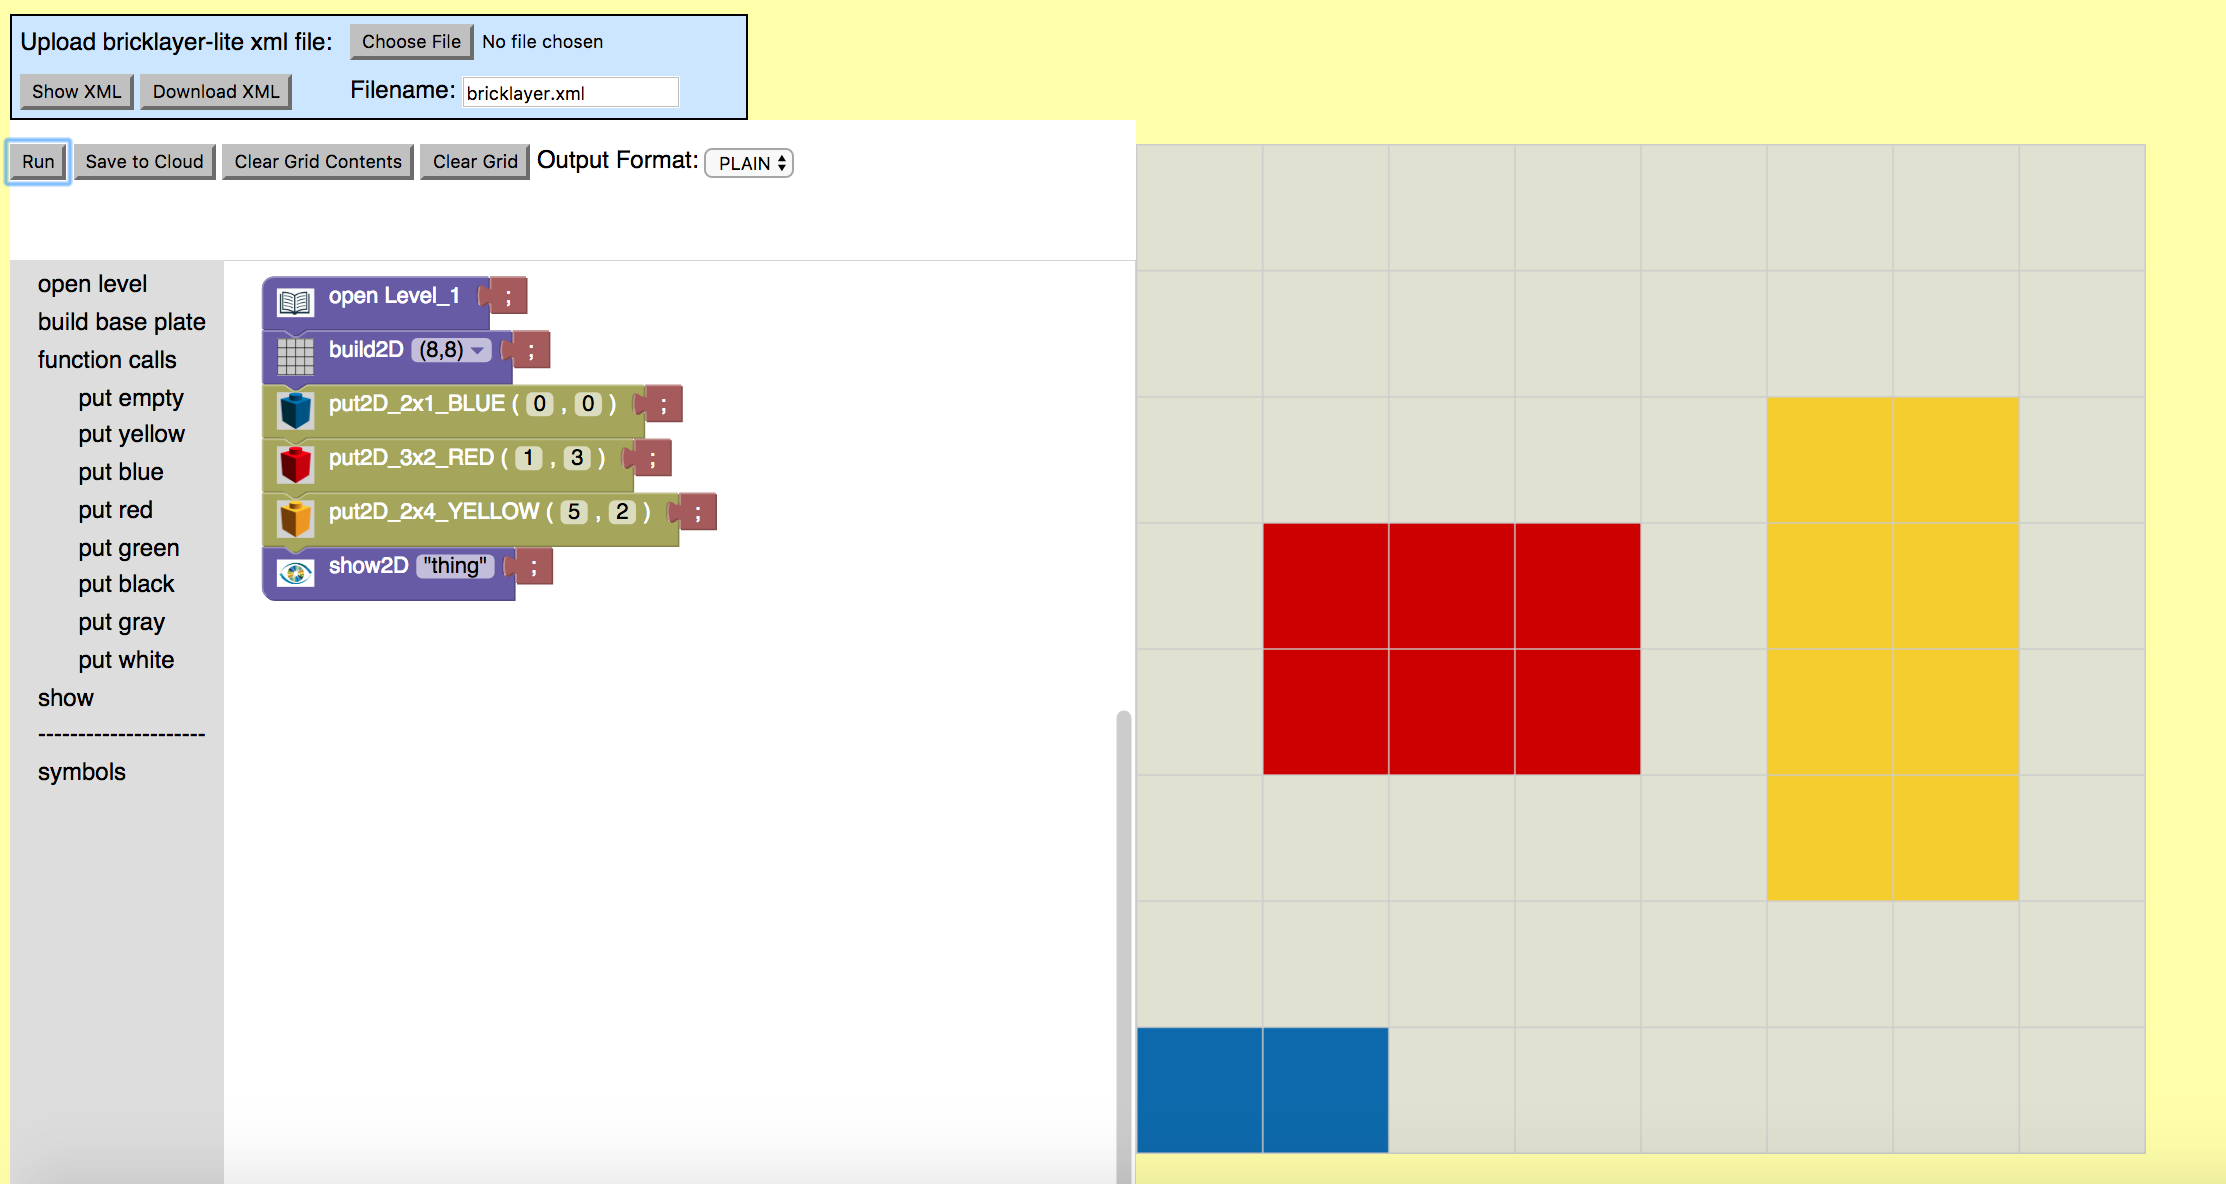 Upload bricklayer-lite xml file: Choose File No file chosen
Show XML Download XML Filename: bricklayer.xml
Run Save to Cloud Clear Grid Contents Clear Grid Output Format: PLAIN
open level
build base plate
function calls
put empty
put yellow
put blue
put red
put green
put black
put gray
put white
show
---------------------
symbols
open Level_1 ;
build2D (8,8) ;
put2D_2x1_BLUE ( 0 , 0 ) ;
put2D_3x2_RED ( 1 , 3 ) ;
put2D_2x4_YELLOW ( 5 , 2 ) ;
show2D "thing" ;